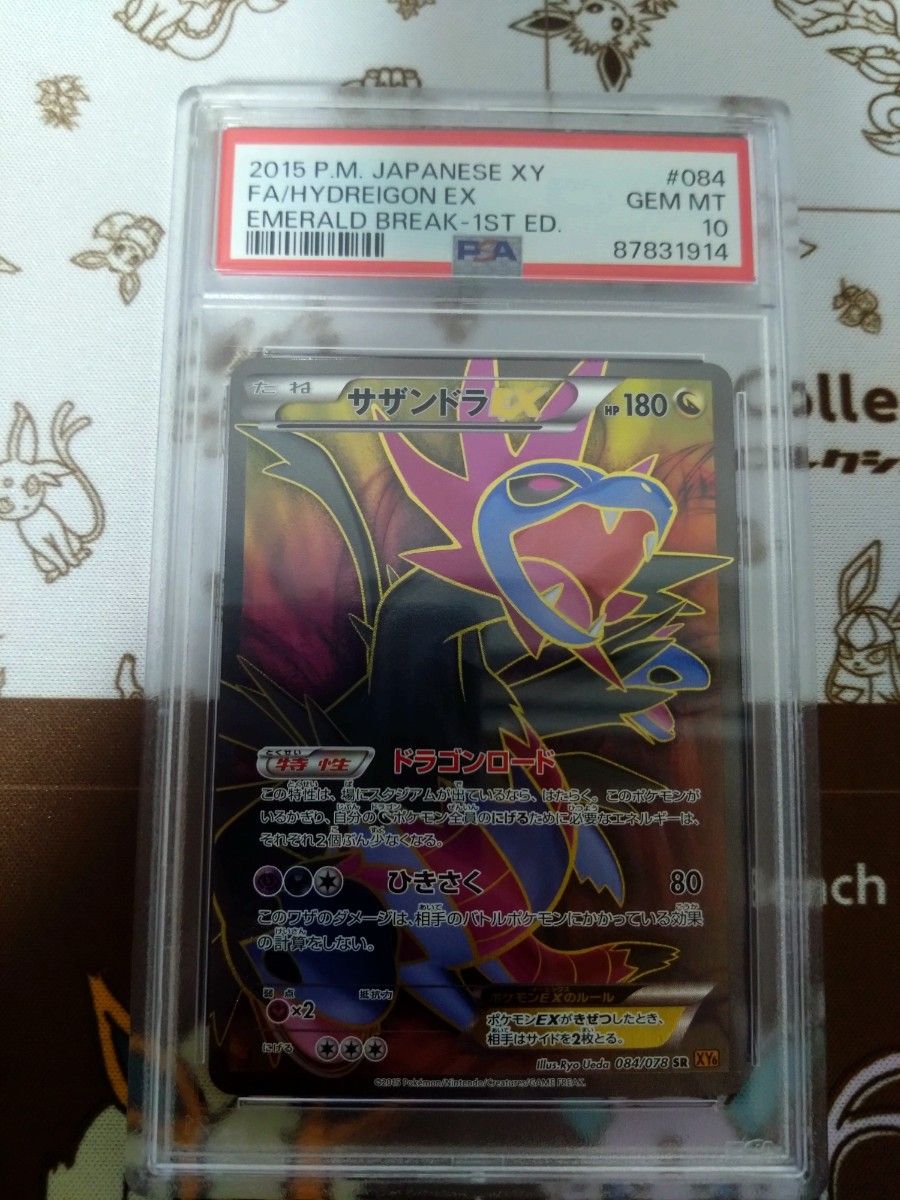 2015 P.M. JAPANESE XY
#084
FA/HYDREIGON EX
GEM MT
EMERALD BREAK-1ST ED.
10
PSA
87831914
たね
サザンドラEX
HP180
とくせい
特性
ドラゴンロード
この特性は、場にスタジアムが出ているなら、はたらく。このポケモンが
いるかぎり、自分のポケモン全員のにげるために必要なエネルギーは、
それぞれ2個ぶん少なくなる。
ひきさく
80
このワザのダメージは、相手のバトルポケモンにかかっている効果
の計算をしない。
弱点
抵抗力
×2
にげる
ポケモンEXのルール
ポケモンEXがきぜつしたとき、
相手はサイドを2枚とる。
Illus.Ryo Ueda
084/078 SR
XY6
©2015 Pokémon/Nintendo/Creatures/GAME FREAK.